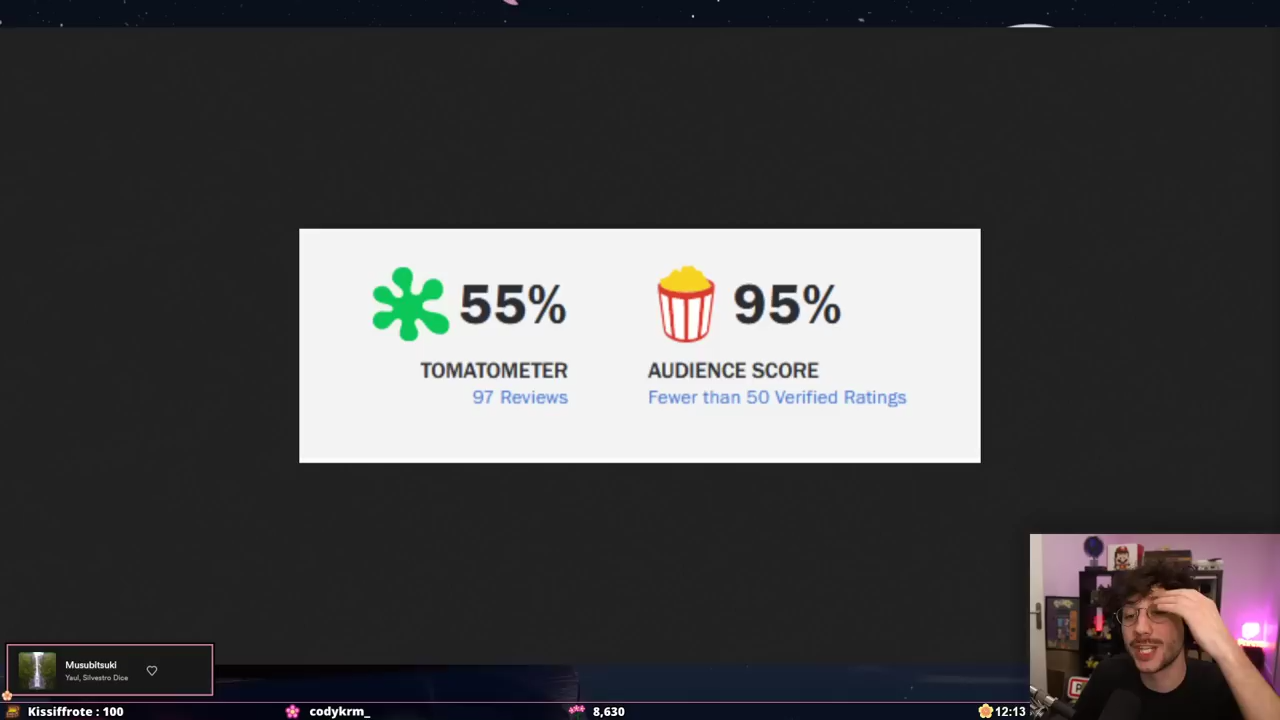 55%
95%
TOMATOMETER
AUDIENCE SCORE
97 Reviews
Fewer than 50 Verified Ratings
Musubitsuki
Yaul, Silvestro Dice
Kissiffrote : 100
codykrm_
8,630
12:13